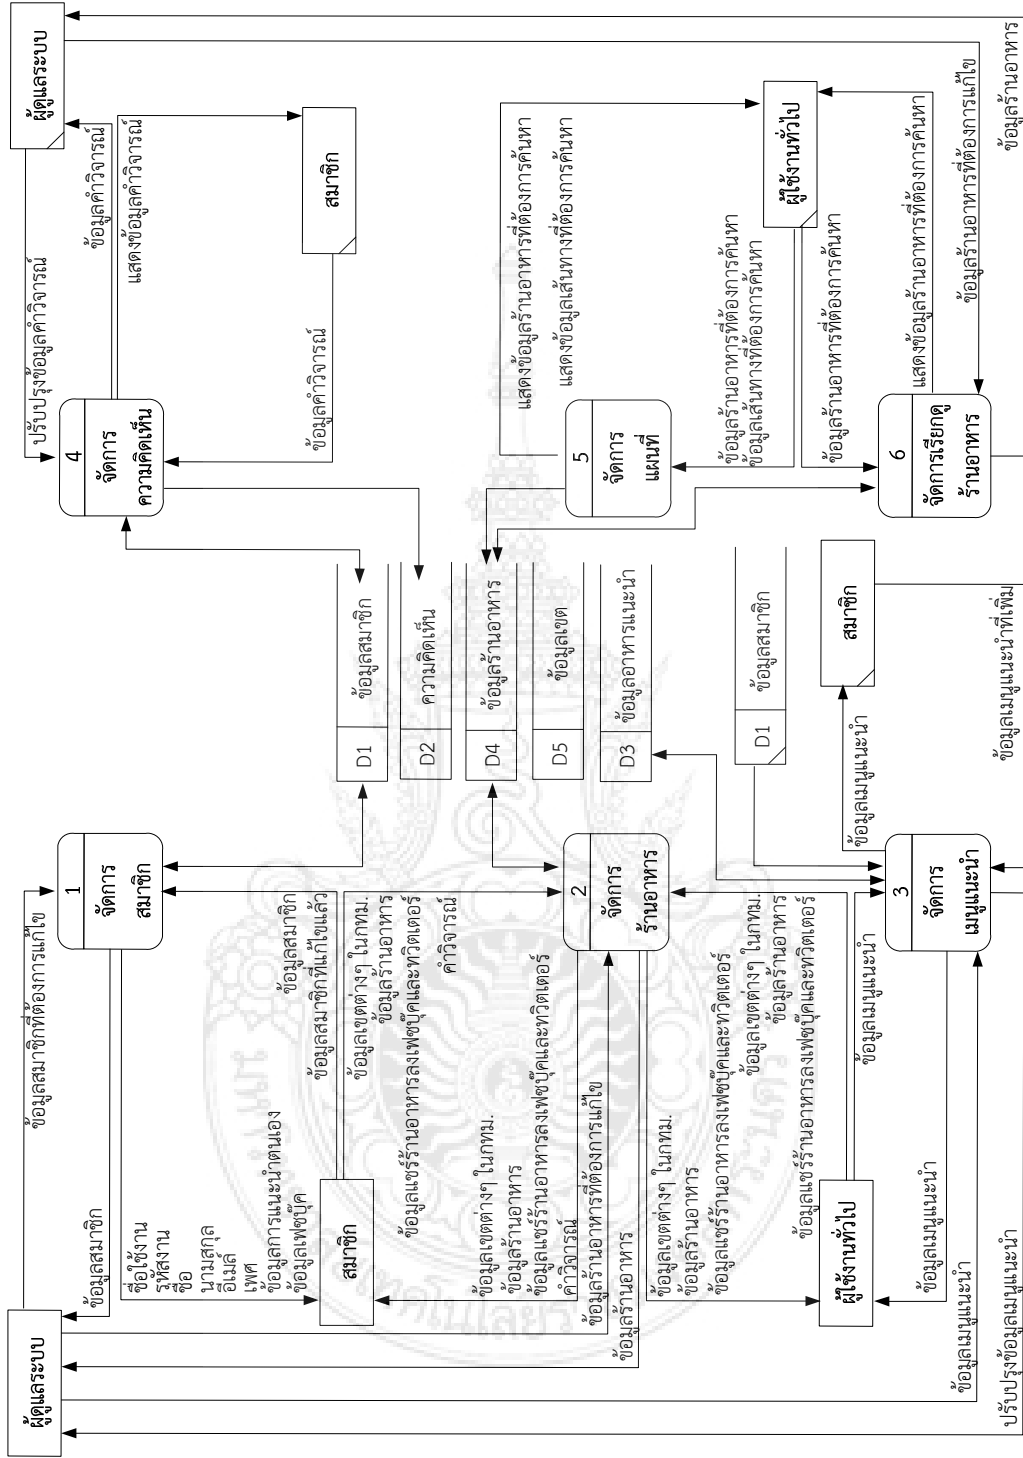 ผู้ดูแลระบบ
ข้อมูลสมาชิกที่ต้องการแก้ไข
ข้อมูลสมาชิก
1
จัดการ
สมาชิก
ชื่อใช้งาน
รหัสงาน
ชื่อ
นามสกุล
อีเมล์
เพศ
ข้อมูลการแนะนำตนเอง
ข้อมูลเฟซบุ๊ค
ข้อมูลสมาชิก
ข้อมูลสมาชิกที่แก้ไขแล้ว
สมาชิก
ข้อมูลเขตต่างๆ ในกทม.
ข้อมูลร้านอาหาร
ข้อมูลแชร์ร้านอาหารลงเฟซบุ๊คและทวิตเตอร์
คำวิจารณ์
ข้อมูลเขตต่างๆ ในกทม.
ข้อมูลร้านอาหาร
ข้อมูลแชร์ร้านอาหารลงเฟซบุ๊คและทวิตเตอร์
คำวิจารณ์
ข้อมูลร้านอาหารที่ต้องการแก้ไข
ข้อมูลร้านอาหาร
2
จัดการ
ร้านอาหาร
ข้อมูลเขตต่างๆ ในกทม.
ข้อมูลร้านอาหาร
ข้อมูลแชร์ร้านอาหารลงเฟซบุ๊คและทวิตเตอร์
ข้อมูลเขตต่างๆ ในกทม.
ข้อมูลร้านอาหาร
ข้อมูลแชร์ร้านอาหารลงเฟซบุ๊คและทวิตเตอร์
ผู้ใช้งานทั่วไป
ข้อมูลเมนูแนะนำ
3
จัดการ
เมนูแนะนำ
ข้อมูลเมนูแนะนำ
ข้อมูลเมนูแนะนำ
ปรับปรุงข้อมูลเมนูแนะนำ
D1
ข้อมูลสมาชิก
D2
ความคิดเห็น
D4
ข้อมูลร้านอาหาร
D5
ข้อมูลเขต
D3
ข้อมูลอาหารแนะนำ
D1
ข้อมูลสมาชิก
ข้อมูลเมนูแนะนำ
สมาชิก
ข้อมูลเมนูแนะนำที่เพิ่ม
ผู้ดูแลระบบ
ปรับปรุงข้อมูลคำวิจารณ์
4
จัดการ
ความคิดเห็น
ข้อมูลคำวิจารณ์
แสดงข้อมูลคำวิจารณ์
สมาชิก
ข้อมูลคำวิจารณ์
แสดงข้อมูลร้านอาหารที่ต้องการค้นหา
แสดงข้อมูลเส้นทางที่ต้องการค้นหา
5
จัดการ
แผนที่
ผู้ใช้งานทั่วไป
ข้อมูลร้านอาหารที่ต้องการค้นหา
ข้อมูลเส้นทางที่ต้องการค้นหา
ข้อมูลร้านอาหารที่ต้องการค้นหา
6
จัดการเรียกดู
ร้านอาหาร
แสดงข้อมูลร้านอาหารที่ต้องการค้นหา
ข้อมูลร้านอาหารที่ต้องการแก้ไข
ข้อมูลร้านอาหาร